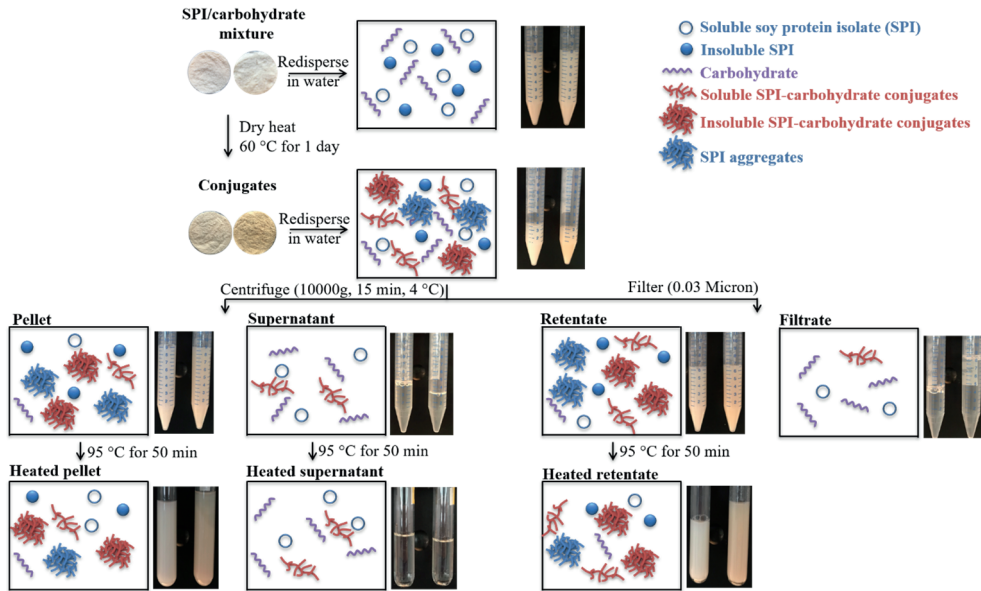 SPI/carbohydrate
mixture
Redisperse
in water
Dry heat
60 °C for 1 day
Conjugates
Redisperse
in water
Soluble soy protein isolate (SPI)
Insoluble SPI
Carbohydrate
Soluble SPI-carbohydrate conjugates
Insoluble SPI-carbohydrate conjugates
SPI aggregates
Centrifuge (10000g, 15 min, 4 °C)
Filter (0.03 Micron)
Pellet
Supernatant
Retentate
Filtrate
95 °C for 50 min
95 °C for 50 min
95 °C for 50 min
Heated pellet
Heated supernatant
Heated retentate